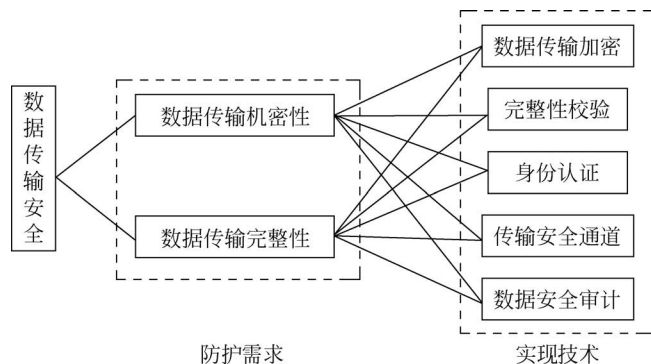 数据传输安全
数据传输机密性
数据传输完整性
防护需求
数据传输加密
完整性校验
身份认证
传输安全通道
数据安全审计
实现技术